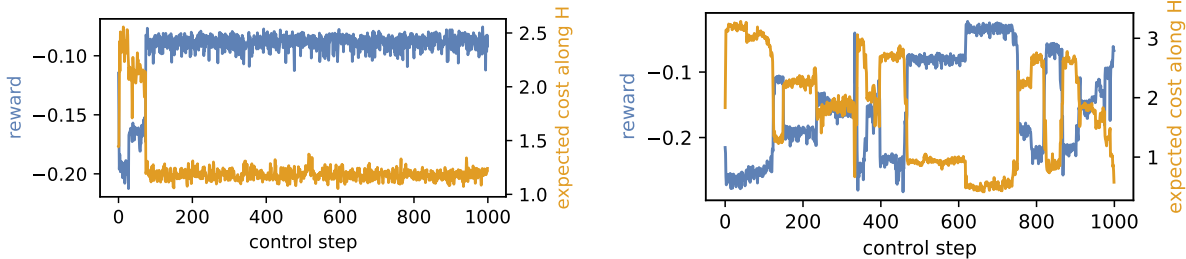 reward
−0.10
−0.15
−0.20
0 200 400 600 800 1000
control step
2.5
2.0
1.5
1.0
expected cost along H
reward
−0.1
−0.2
0 200 400 600 800 1000
control step
3
2
1
expected cost along H